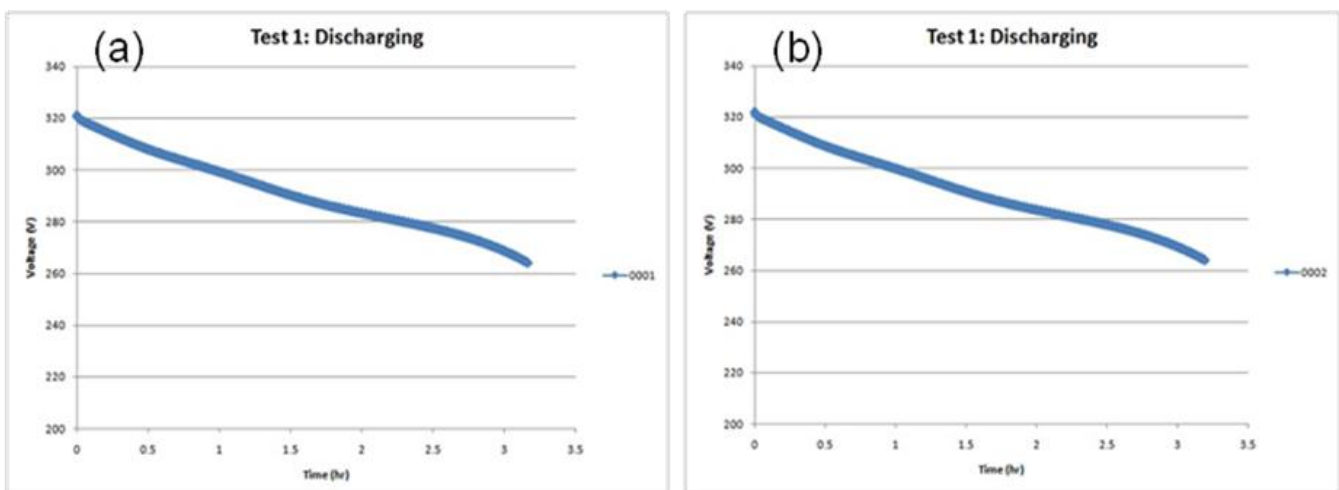 (a)
Test 1: Discharging
340
320
300
280
260
240
220
200
Voltage (V)
0 0.5 1 1.5 2 2.5 3 3.5
Time (hr)
0001
(b)
Test 1: Discharging
340
320
300
280
260
240
220
200
Voltage (V)
0 0.5 1 1.5 2 2.5 3 3.5
Time (hr)
0002